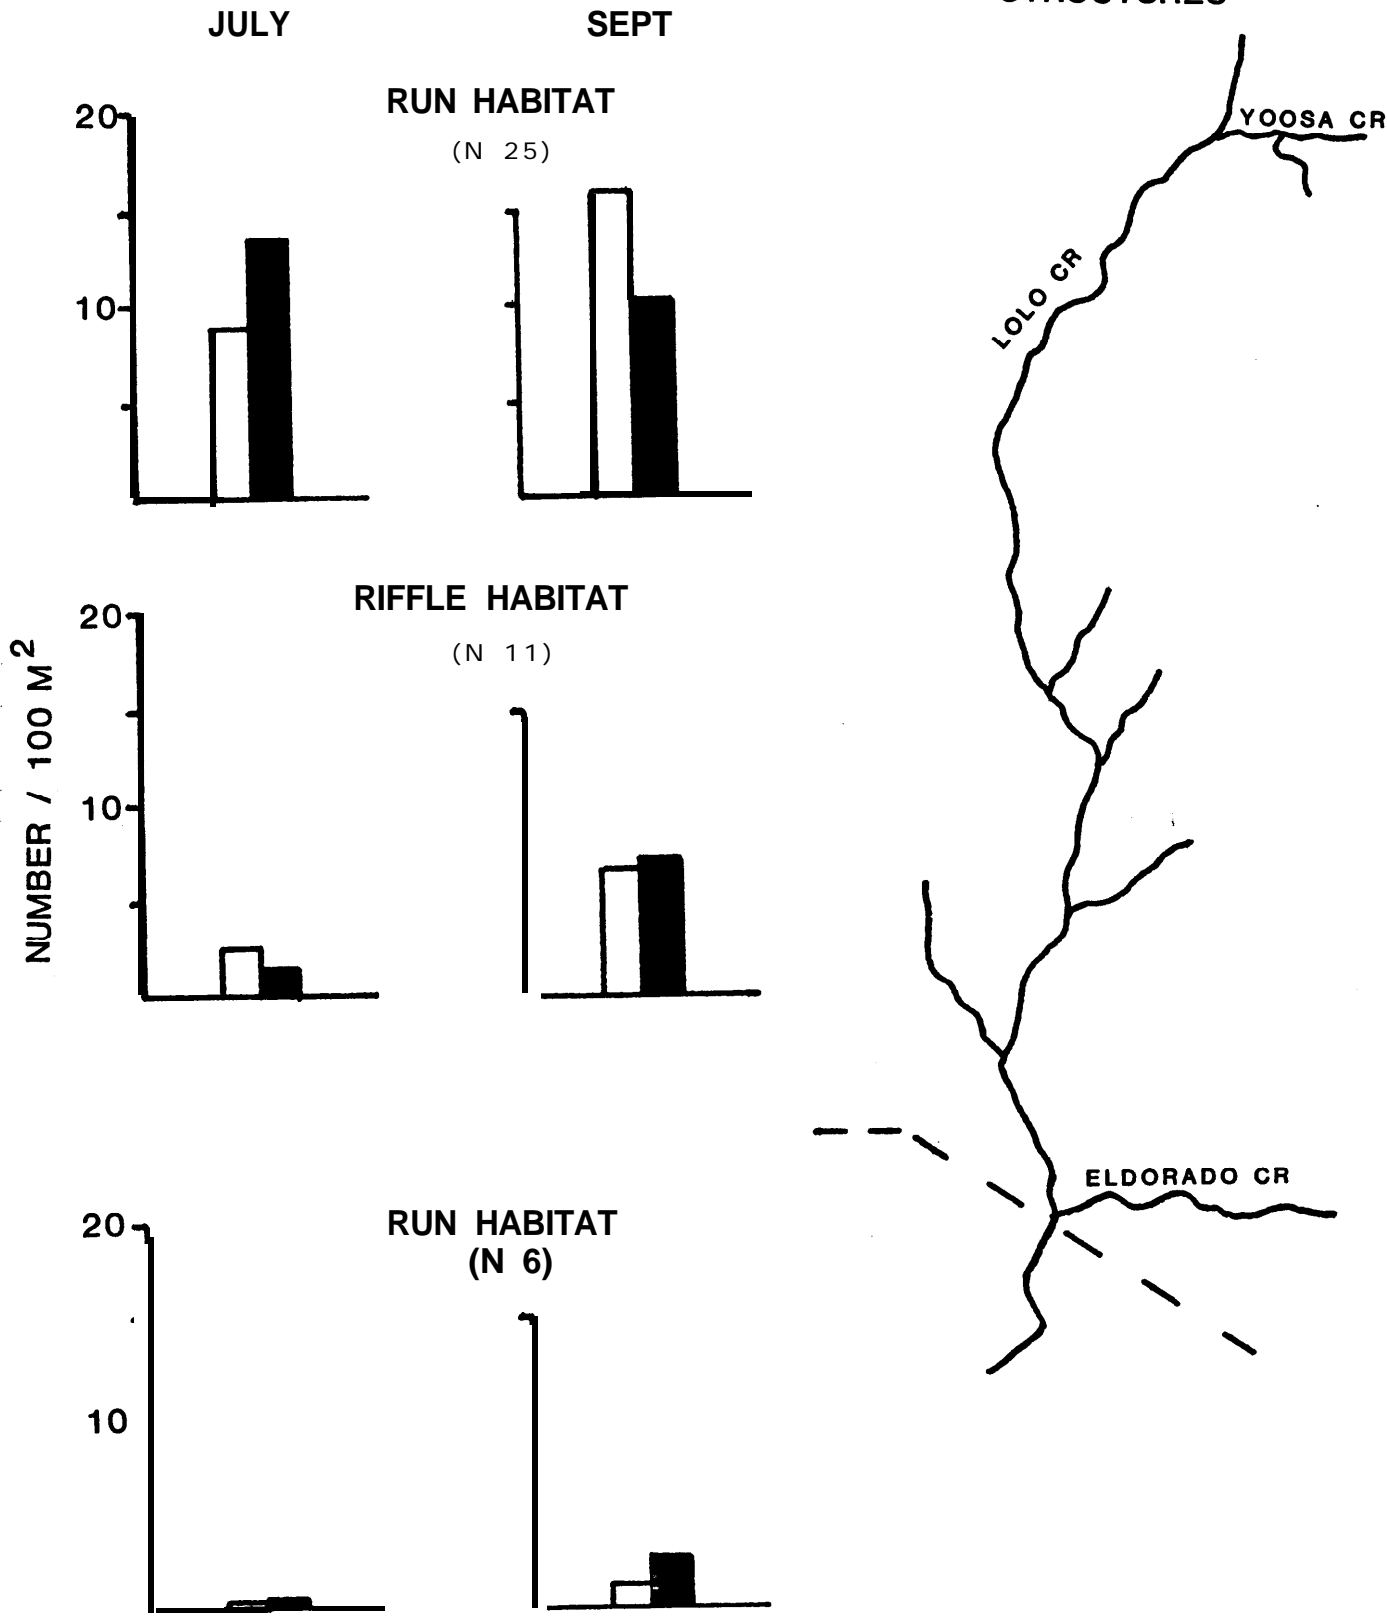 JULY
SEPT
RUN HABITAT
(N 25)
20
10
RIFFLE HABITAT
(N 11)
20
10
NUMBER / 100 M2
RUN HABITAT
(N 6)
20
10
YOOSA CR
LOLO CR
ELDORADO CR